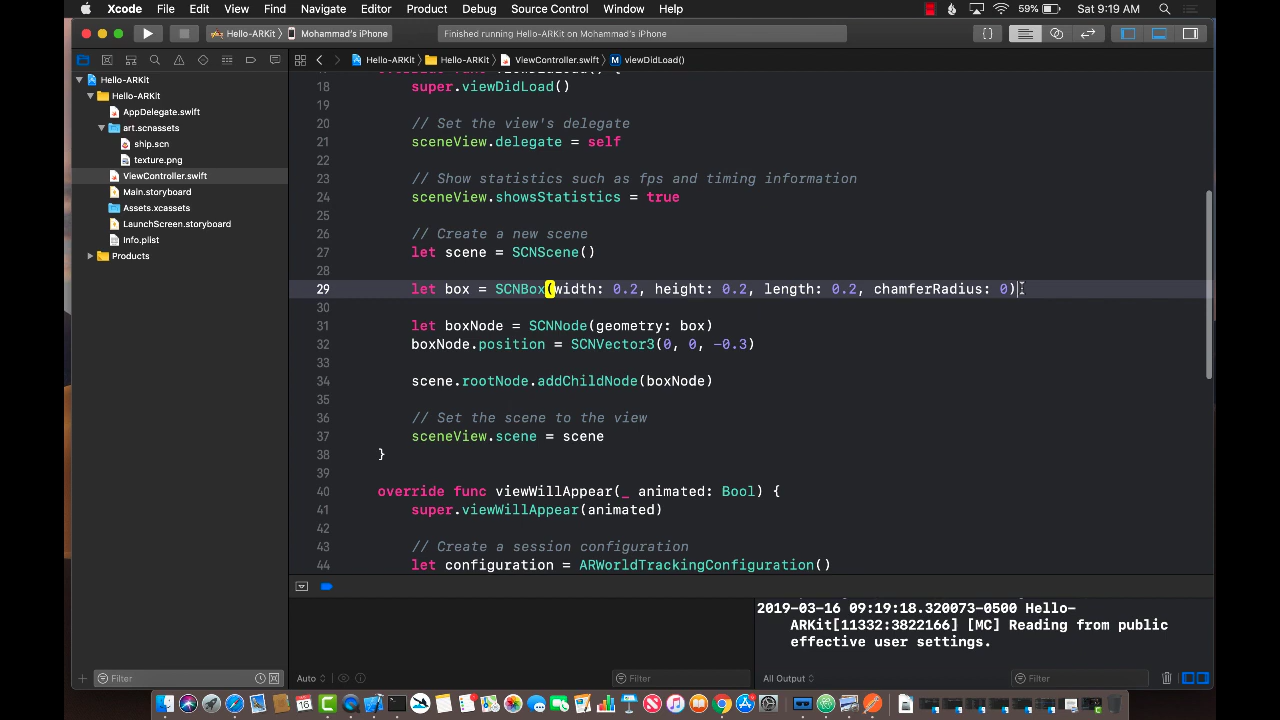 Xcode File Edit View Find Navigate Editor Product Debug Source Control Window Help 59% Sat 9:19 AM
Hello-ARKit Mohammad's iPhone Finished running Hello-ARKit on Mohammad's iPhone
Hello-ARKit Hello-ARKit ViewController.swift M viewDidLoad()
Hello-ARKit
Hello-ARKit
AppDelegate.swift
art.scnassets
ship.scn
texture.png
ViewController.swift
Main.storyboard
Assets.xcassets
LaunchScreen.storyboard
Info.plist
Products
18 super.viewDidLoad()
19
20 // Set the view's delegate
21 sceneView.delegate = self
22
23 // Show statistics such as fps and timing information
24 sceneView.showsStatistics = true
25
26 // Create a new scene
27 let scene = SCNScene()
28
29 let box = SCNBox(width: 0.2, height: 0.2, length: 0.2, chamferRadius: 0)
30
31 let boxNode = SCNNode(geometry: box)
32 boxNode.position = SCNVector3(0, 0, -0.3)
33
34 scene.rootNode.addChildNode(boxNode)
35
36 // Set the scene to the view
37 sceneView.scene = scene
38 }
39
40 override func viewWillAppear(_ animated: Bool) {
41 super.viewWillAppear(animated)
42
43 // Create a session configuration
44 let configuration = ARWorldTrackingConfiguration()
2019-03-16 09:19:18.320073-0500 Hello-
ARKit[11332:3822166] [MC] Reading from public
effective user settings.
Filter Auto Filter All Output Filter